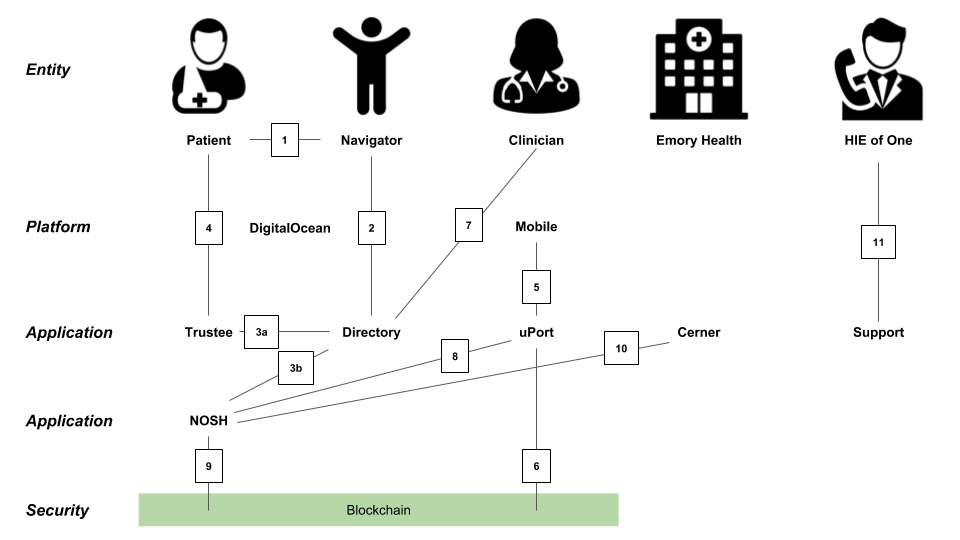 Entity
Patient
1
Navigator
Clinician
Emory Health
HIE of One
Platform
4
DigitalOcean
2
7
Mobile
11
5
Application
Trustee
3a
Directory
uPort
Cerner
Support
3b
8
10
Application
NOSH
9
6
Security
Blockchain